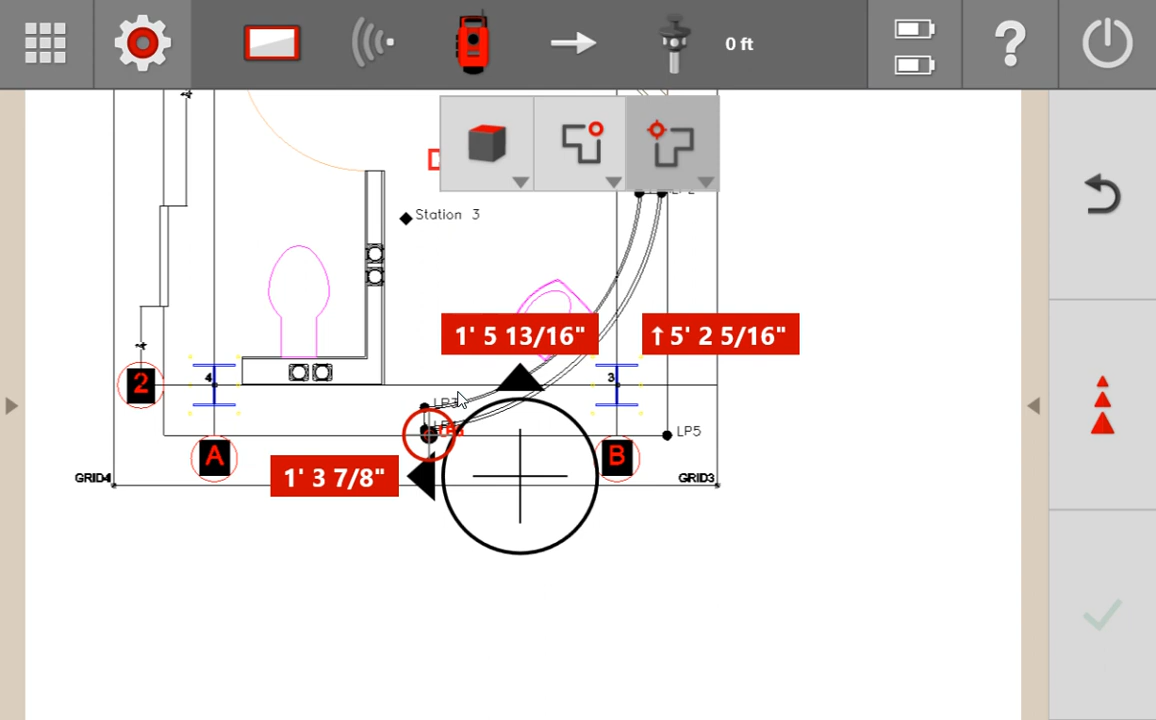 0 ft
Station 3
1' 5 13/16"
↑ 5' 2 5/16"
2
4
3
LP3
A
B
LP5
1' 3 7/8"
GRID4
GRID3